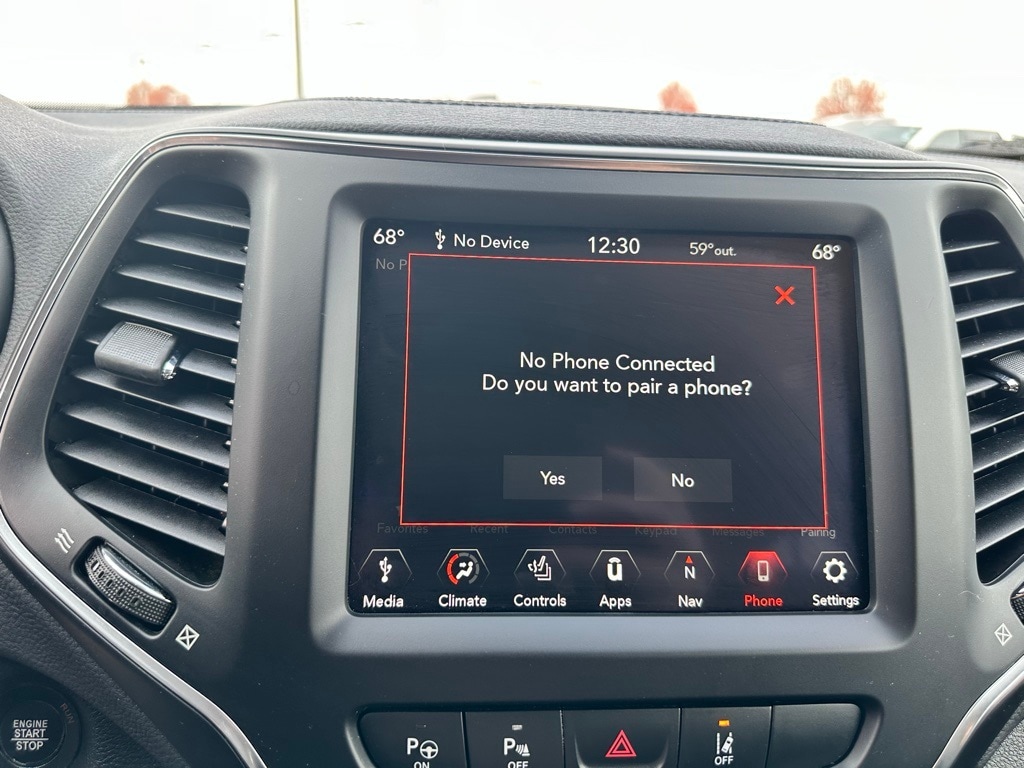 68° No Device 12:30 59°out. 68°
No P
No Phone Connected
Do you want to pair a phone?
Yes No
Favorites Recent Contacts Keypad Messages Pairing
N
Media Climate Controls Apps Nav Phone Settings
ENGINE
START
STOP
P
ON
P
OFF
OFF